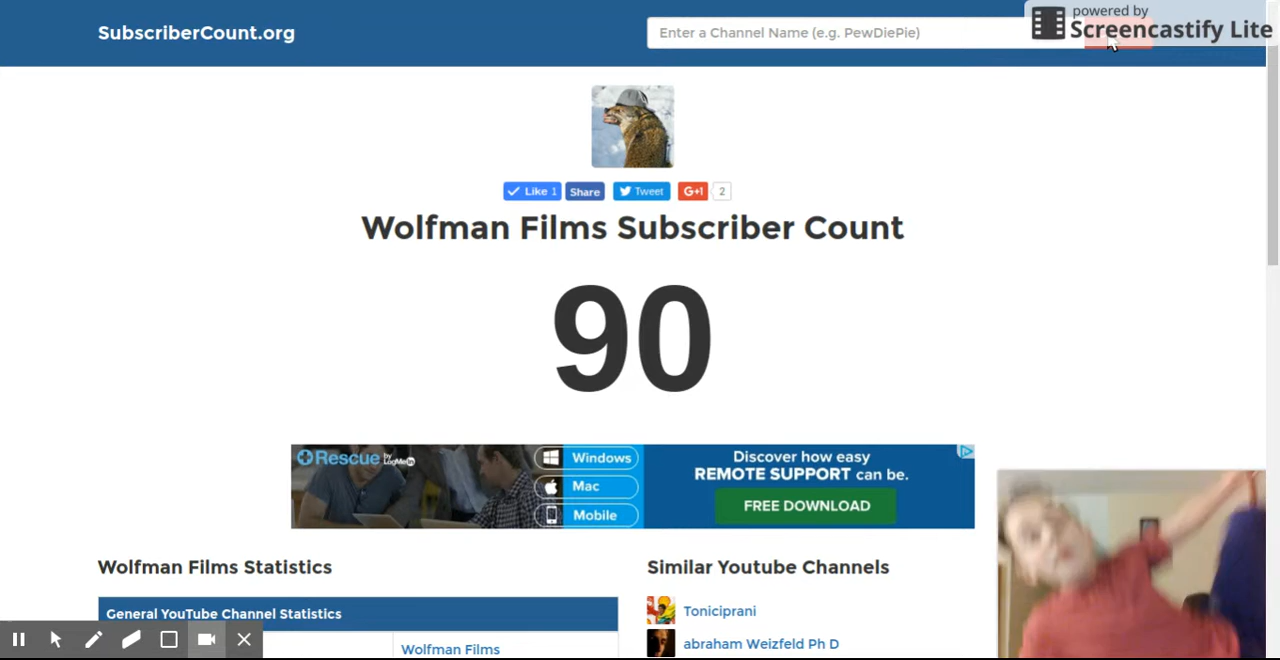 powered by
Screencastify Lite
SubscriberCount.org
Enter a Channel Name (e.g. PewDiePie)
Like 1
Share
Tweet
G+1
2
Wolfman Films Subscriber Count
90
Rescue by LogMeIn
Windows
Mac
Mobile
Discover how easy
REMOTE SUPPORT can be.
FREE DOWNLOAD
Wolfman Films Statistics
Similar Youtube Channels
General YouTube Channel Statistics
Toniciprani
Wolfman Films
abraham Weizfeld Ph D